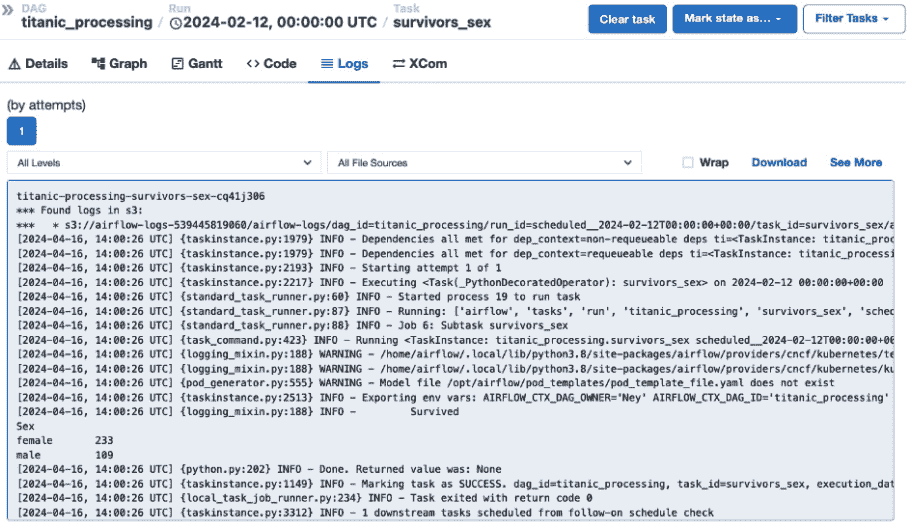 DAG
titanic_processing / Run 2024-02-12, 00:00:00 UTC / Task survivors_sex
Clear task
Mark state as...
Filter Tasks
Details
Graph
Gantt
Code
Logs
XCom
(by attempts)
1
All Levels
All File Sources
Wrap
Download
See More
titanic-processing-survivors-sex-cq41j306
*** Found logs in s3:
***   * s3://airflow-logs-539445819060/airflow-logs/dag_id=titanic_processing/run_id=scheduled__2024-02-12T00:00:00+00:00/task_id=survivors_sex/
[2024-04-16, 14:00:26 UTC] {taskinstance.py:1979} INFO - Dependencies all met for dep_context=non-requeueable deps ti=<TaskInstance: titanic_proc
[2024-04-16, 14:00:26 UTC] {taskinstance.py:1979} INFO - Dependencies all met for dep_context=requeueable deps ti=<TaskInstance: titanic_processi
[2024-04-16, 14:00:26 UTC] {taskinstance.py:2193} INFO - Starting attempt 1 of 1
[2024-04-16, 14:00:26 UTC] {taskinstance.py:2217} INFO - Executing <Task(_PythonDecoratedOperator): survivors_sex> on 2024-02-12 00:00:00+00:00
[2024-04-16, 14:00:26 UTC] {standard_task_runner.py:60} INFO - Started process 19 to run task
[2024-04-16, 14:00:26 UTC] {standard_task_runner.py:87} INFO - Running: ['airflow', 'tasks', 'run', 'titanic_processing', 'survivors_sex', 'sched
[2024-04-16, 14:00:26 UTC] {standard_task_runner.py:88} INFO - Job 6: Subtask survivors_sex
[2024-04-16, 14:00:26 UTC] {task_command.py:423} INFO - Running <TaskInstance: titanic_processing.survivors_sex scheduled__2024-02-12T00:00:00+00
[2024-04-16, 14:00:26 UTC] {logging_mixin.py:188} WARNING - /home/airflow/.local/lib/python3.8/site-packages/airflow/providers/cncf/kubernetes/te
[2024-04-16, 14:00:26 UTC] {logging_mixin.py:188} WARNING - /home/airflow/.local/lib/python3.8/site-packages/airflow/providers/cncf/kubernetes/ku
[2024-04-16, 14:00:26 UTC] {pod_generator.py:555} WARNING - Model file /opt/airflow/pod_templates/pod_template_file.yaml does not exist
[2024-04-16, 14:00:26 UTC] {taskinstance.py:2513} INFO - Exporting env vars: AIRFLOW_CTX_DAG_OWNER='Ney' AIRFLOW_CTX_DAG_ID='titanic_processing'
[2024-04-16, 14:00:26 UTC] {logging_mixin.py:188} INFO -         Survived
Sex
female       233
male         109
[2024-04-16, 14:00:26 UTC] {python.py:202} INFO - Done. Returned value was: None
[2024-04-16, 14:00:26 UTC] {taskinstance.py:1149} INFO - Marking task as SUCCESS. dag_id=titanic_processing, task_id=survivors_sex, execution_dat
[2024-04-16, 14:00:26 UTC] {local_task_job_runner.py:234} INFO - Task exited with return code 0
[2024-04-16, 14:00:26 UTC] {taskinstance.py:3312} INFO - 1 downstream tasks scheduled from follow-on schedule check